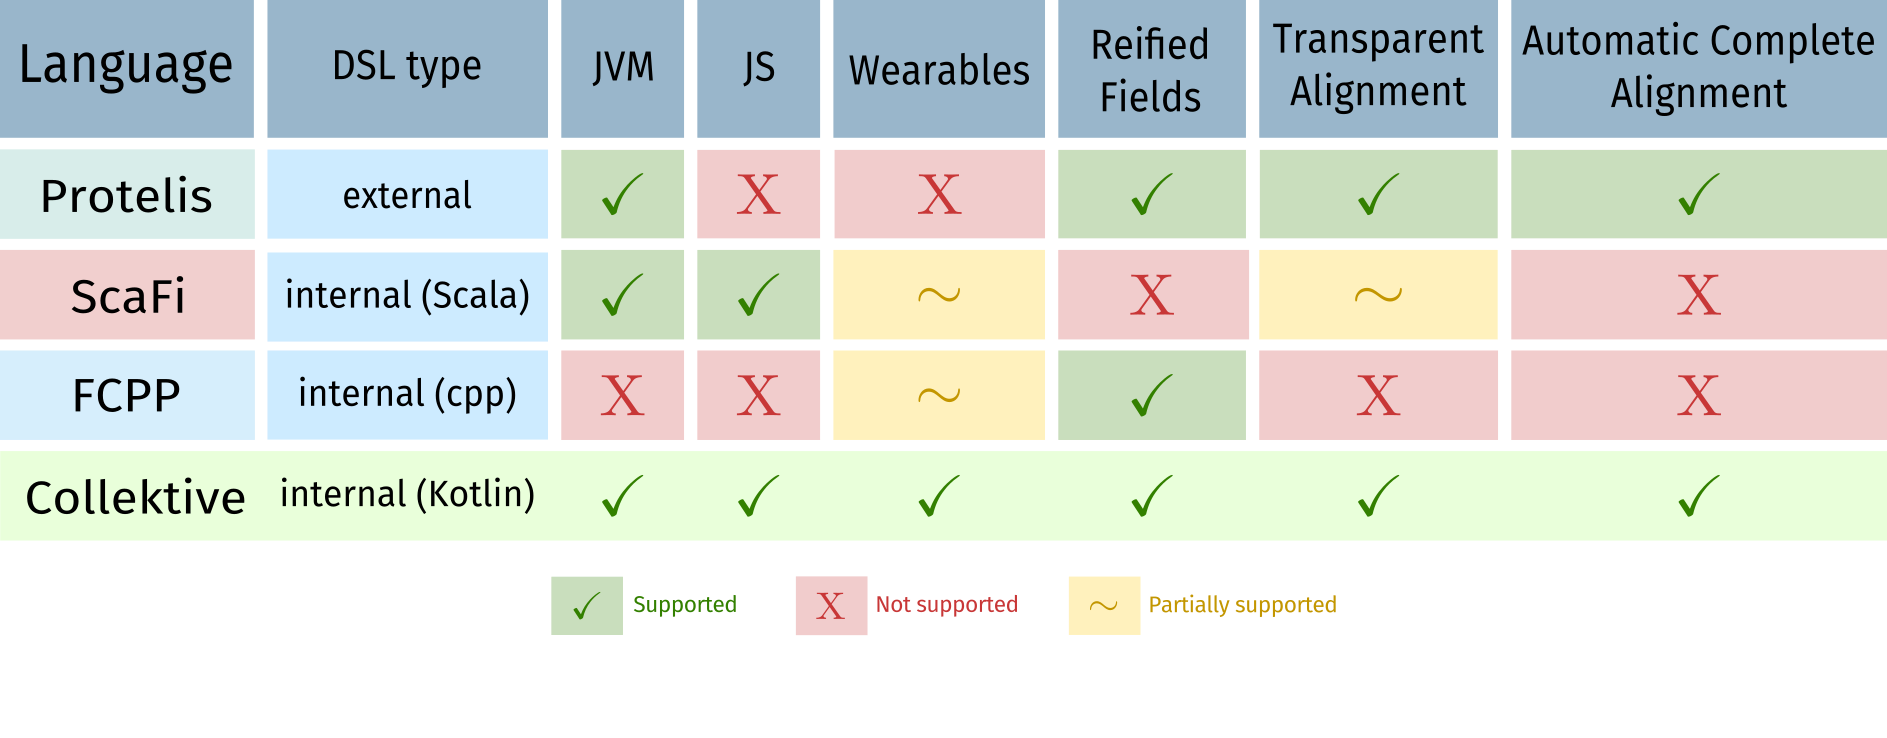 Language DSL type JVM JS Wearables Reified Fields Transparent Alignment Automatic Complete Alignment
Protelis external ✓ X X ✓ ✓ ✓
ScaFi internal (Scala) ✓ ✓ ~ X ~ X
FCPP internal (cpp) X X ~ ✓ X X
Collektive internal (Kotlin) ✓ ✓ ✓ ✓ ✓ ✓
✓ Supported X Not supported ~ Partially supported